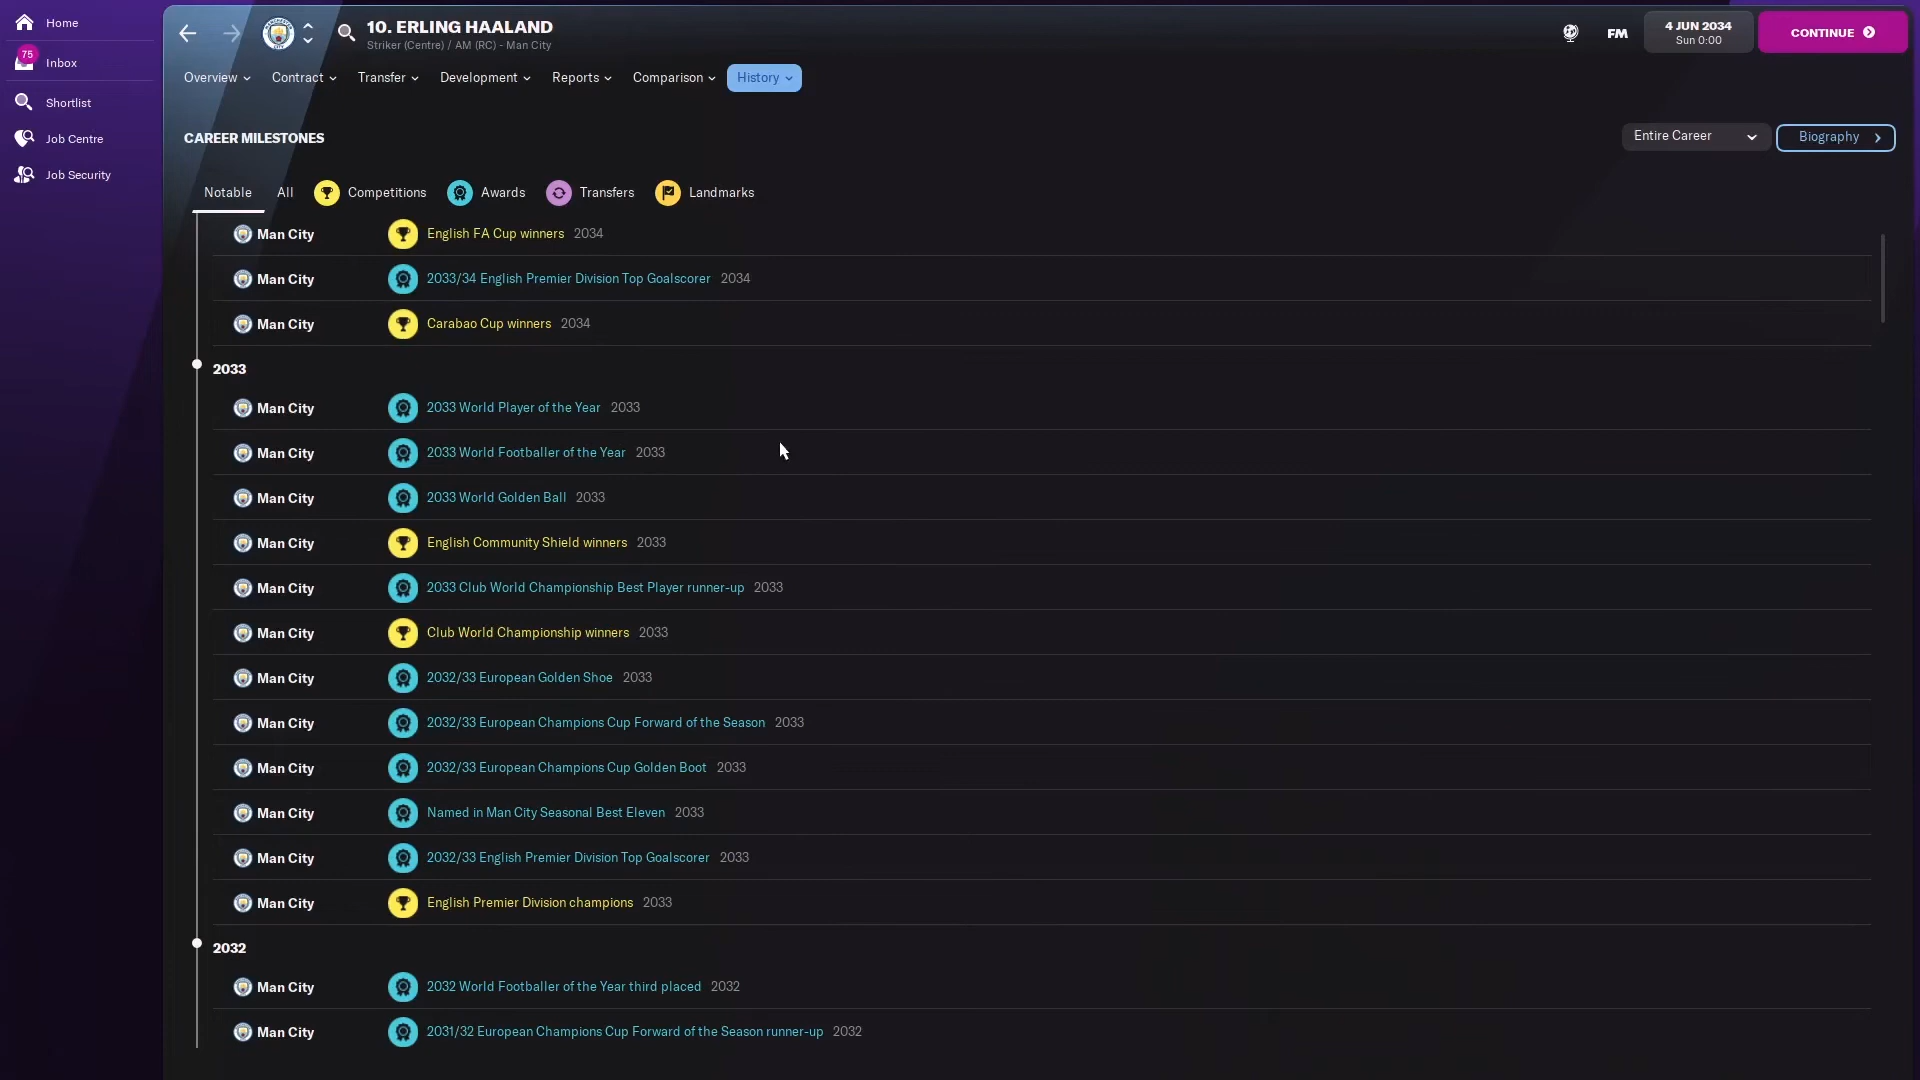 Home
75
Inbox
Shortlist
Job Centre
Job Security
10. ERLING HAALAND
Striker (Centre) / AM (RC) - Man City
FM
4 JUN 2034
Sun 0:00
CONTINUE
Overview
Contract
Transfer
Development
Reports
Comparison
History
CAREER MILESTONES
Entire Career
Biography
Notable
All
Competitions
Awards
Transfers
Landmarks
Man City English FA Cup winners 2034
Man City 2033/34 English Premier Division Top Goalscorer 2034
Man City Carabao Cup winners 2034
2033
Man City 2033 World Player of the Year 2033
Man City 2033 World Footballer of the Year 2033
Man City 2033 World Golden Ball 2033
Man City English Community Shield winners 2033
Man City 2033 Club World Championship Best Player runner-up 2033
Man City Club World Championship winners 2033
Man City 2032/33 European Golden Shoe 2033
Man City 2032/33 European Champions Cup Forward of the Season 2033
Man City 2032/33 European Champions Cup Golden Boot 2033
Man City Named in Man City Seasonal Best Eleven 2033
Man City 2032/33 English Premier Division Top Goalscorer 2033
Man City English Premier Division champions 2033
2032
Man City 2032 World Footballer of the Year third placed 2032
Man City 2031/32 European Champions Cup Forward of the Season runner-up 2032